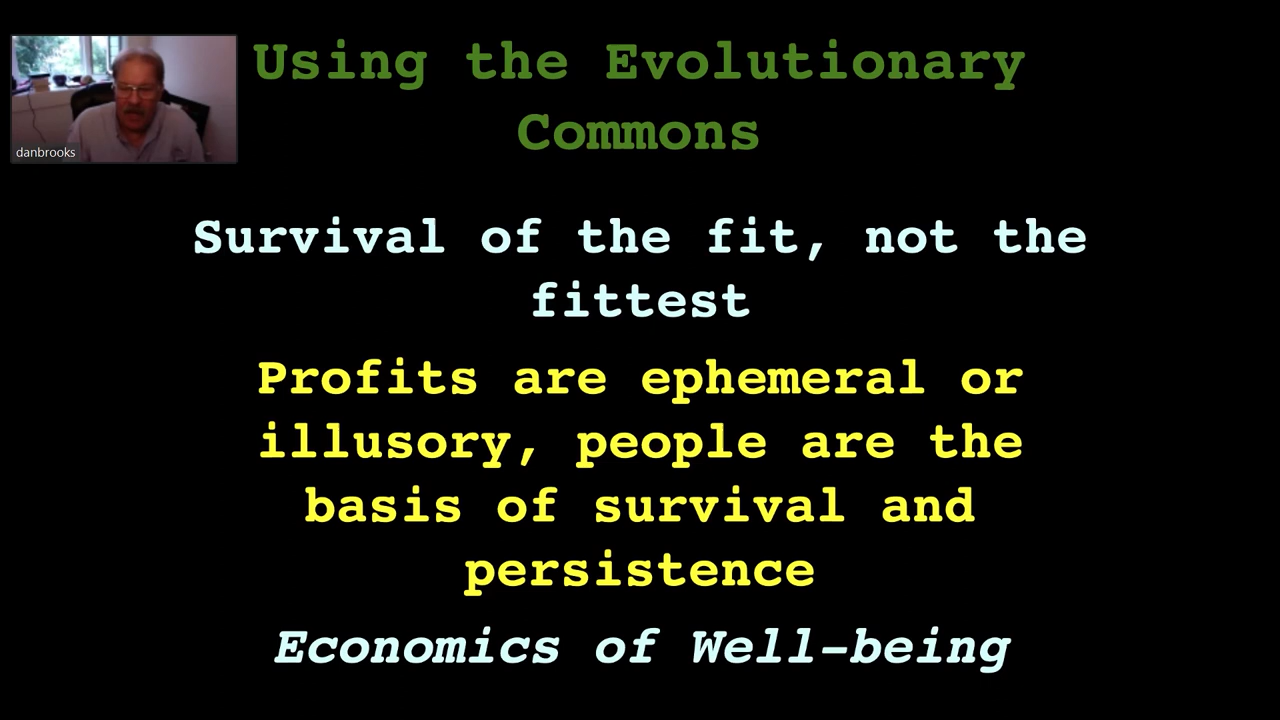 Using the Evolutionary
Commons
danbrooks
Survival of the fit, not the
fittest
Profits are ephemeral or
illusory, people are the
basis of survival and
persistence
Economics of Well-being